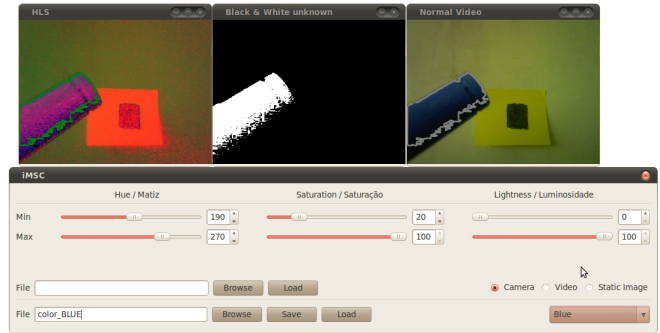 HLS
Black & White unknown
Normal Video
iMSC
Hue / Matiz
Saturation / Saturação
Lightness / Luminosidade
Min 190 20 0
Max 270 100 100
File Browse Load Camera Video Static Image
File color_BLUE Browse Save Load Blue